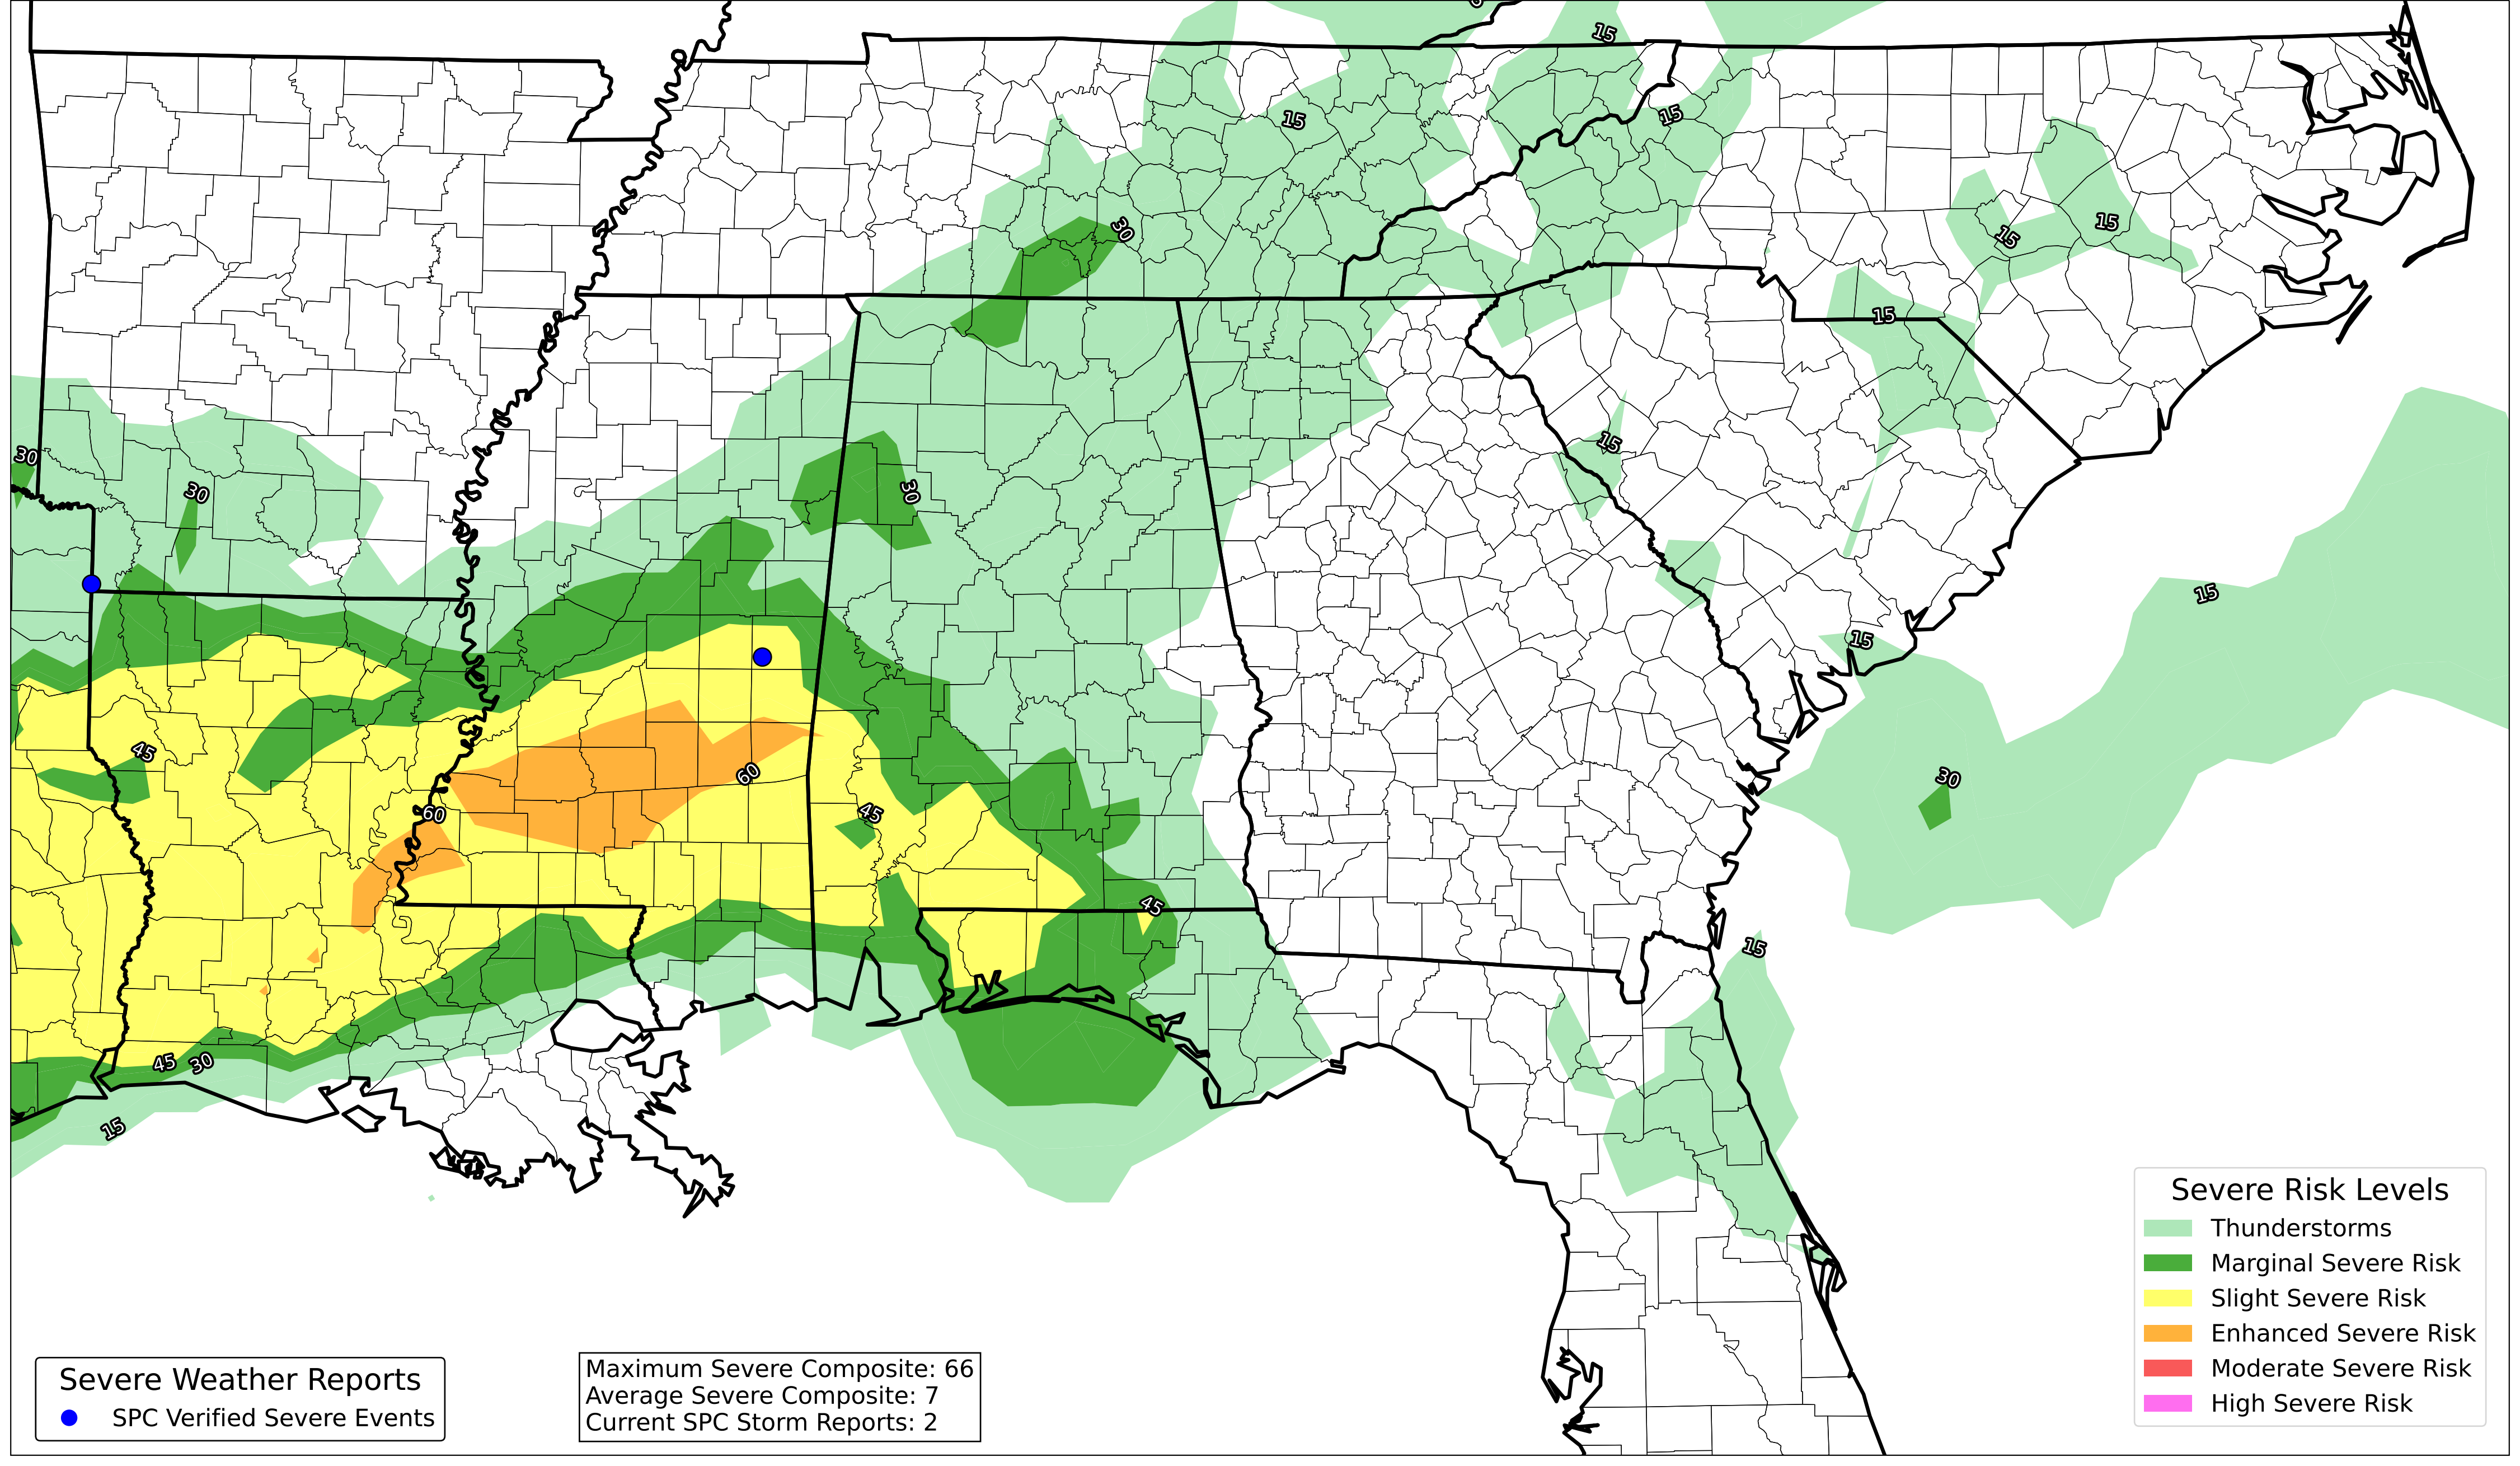 15
15
15
30
15
15
15
15
30
30
30
15
15
45
60
30
60
45
45
15
45
30
15
Severe Risk Levels
Thunderstorms
Marginal Severe Risk
Slight Severe Risk
Enhanced Severe Risk
Moderate Severe Risk
High Severe Risk
Severe Weather Reports
SPC Verified Severe Events
Maximum Severe Composite: 66
Average Severe Composite: 7
Current SPC Storm Reports: 2